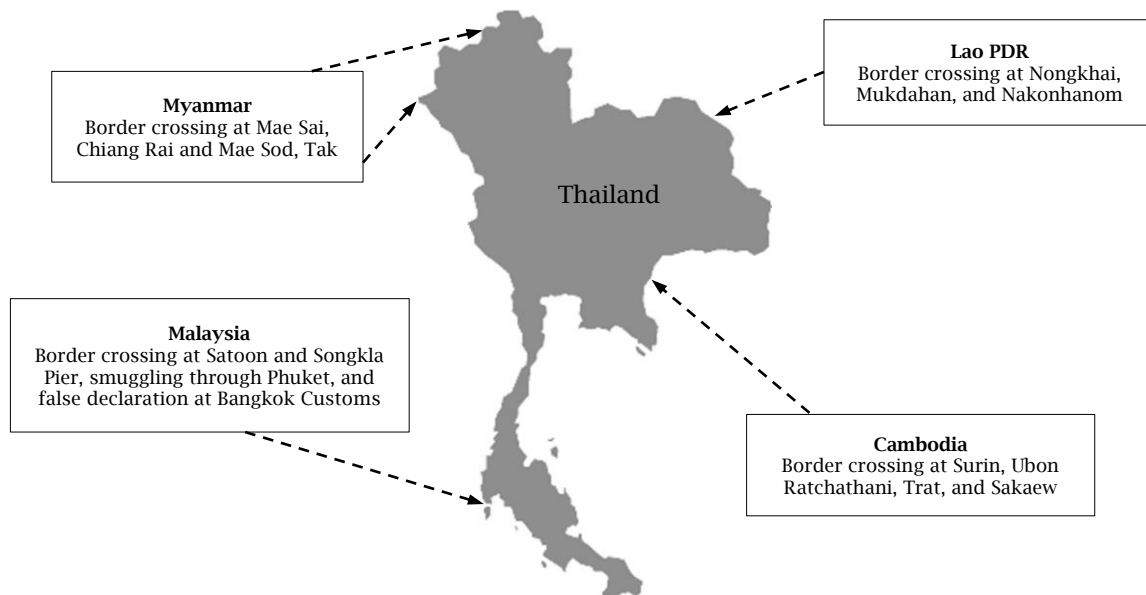 Lao PDR
Border crossing at Nongkhai,
Mukdahan, and Nakonhanom
Myanmar
Border crossing at Mae Sai,
Chiang Rai and Mae Sod, Tak
Thailand
Malaysia
Border crossing at Satoon and Songkla
Pier, smuggling through Phuket, and
false declaration at Bangkok Customs
Cambodia
Border crossing at Surin, Ubon
Ratchathani, Trat, and Sakaew